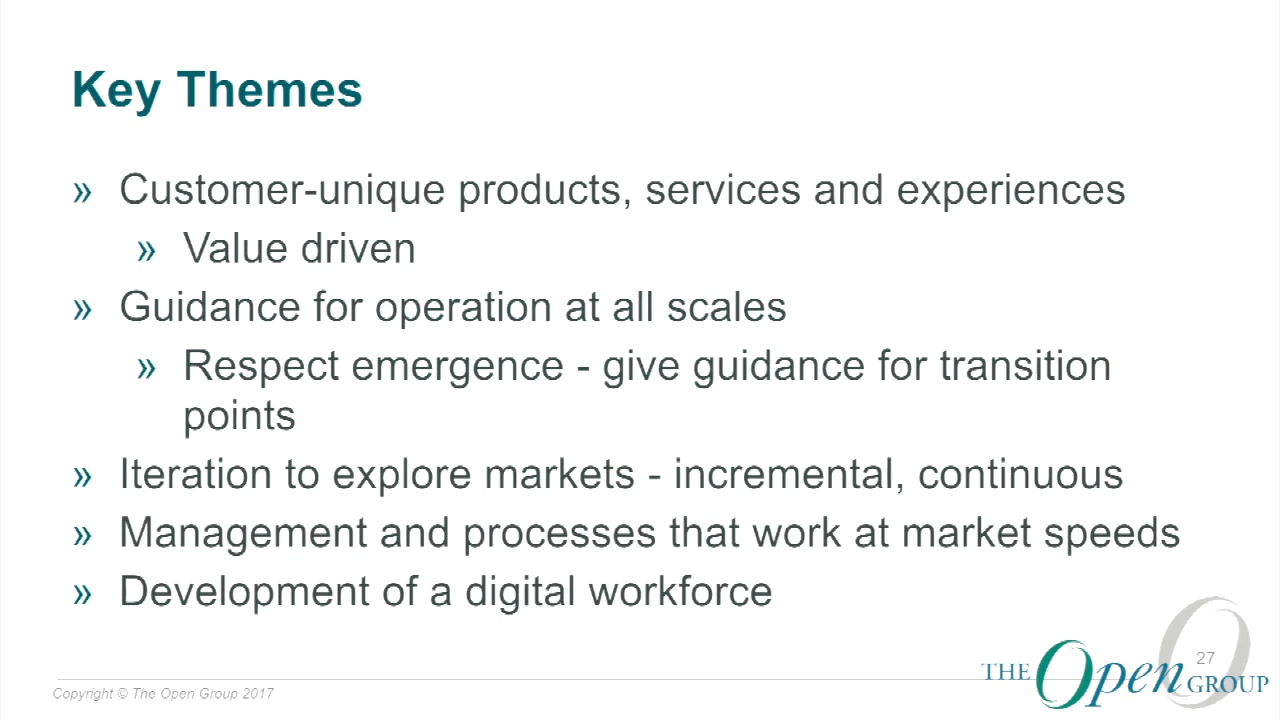 Key Themes
» Customer-unique products, services and experiences
» Value driven
» Guidance for operation at all scales
» Respect emergence - give guidance for transition
points
» Iteration to explore markets - incremental, continuous
» Management and processes that work at market speeds
» Development of a digital workforce
27
THE Open GROUP
Copyright © The Open Group 2017